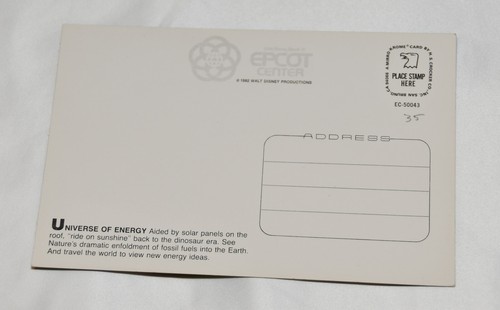 EPCOT
CENTER
© 1982 WALT DISNEY PRODUCTIONS
PLACE STAMP
HERE
EC-50043
35
ADDRESS
UNIVERSE OF ENERGY Aided by solar panels on the
roof, "ride on sunshine" back to the dinosaur era. See
Nature's dramatic enfoldment of fossil fuels into the Earth.
And travel the world to view new energy ideas.